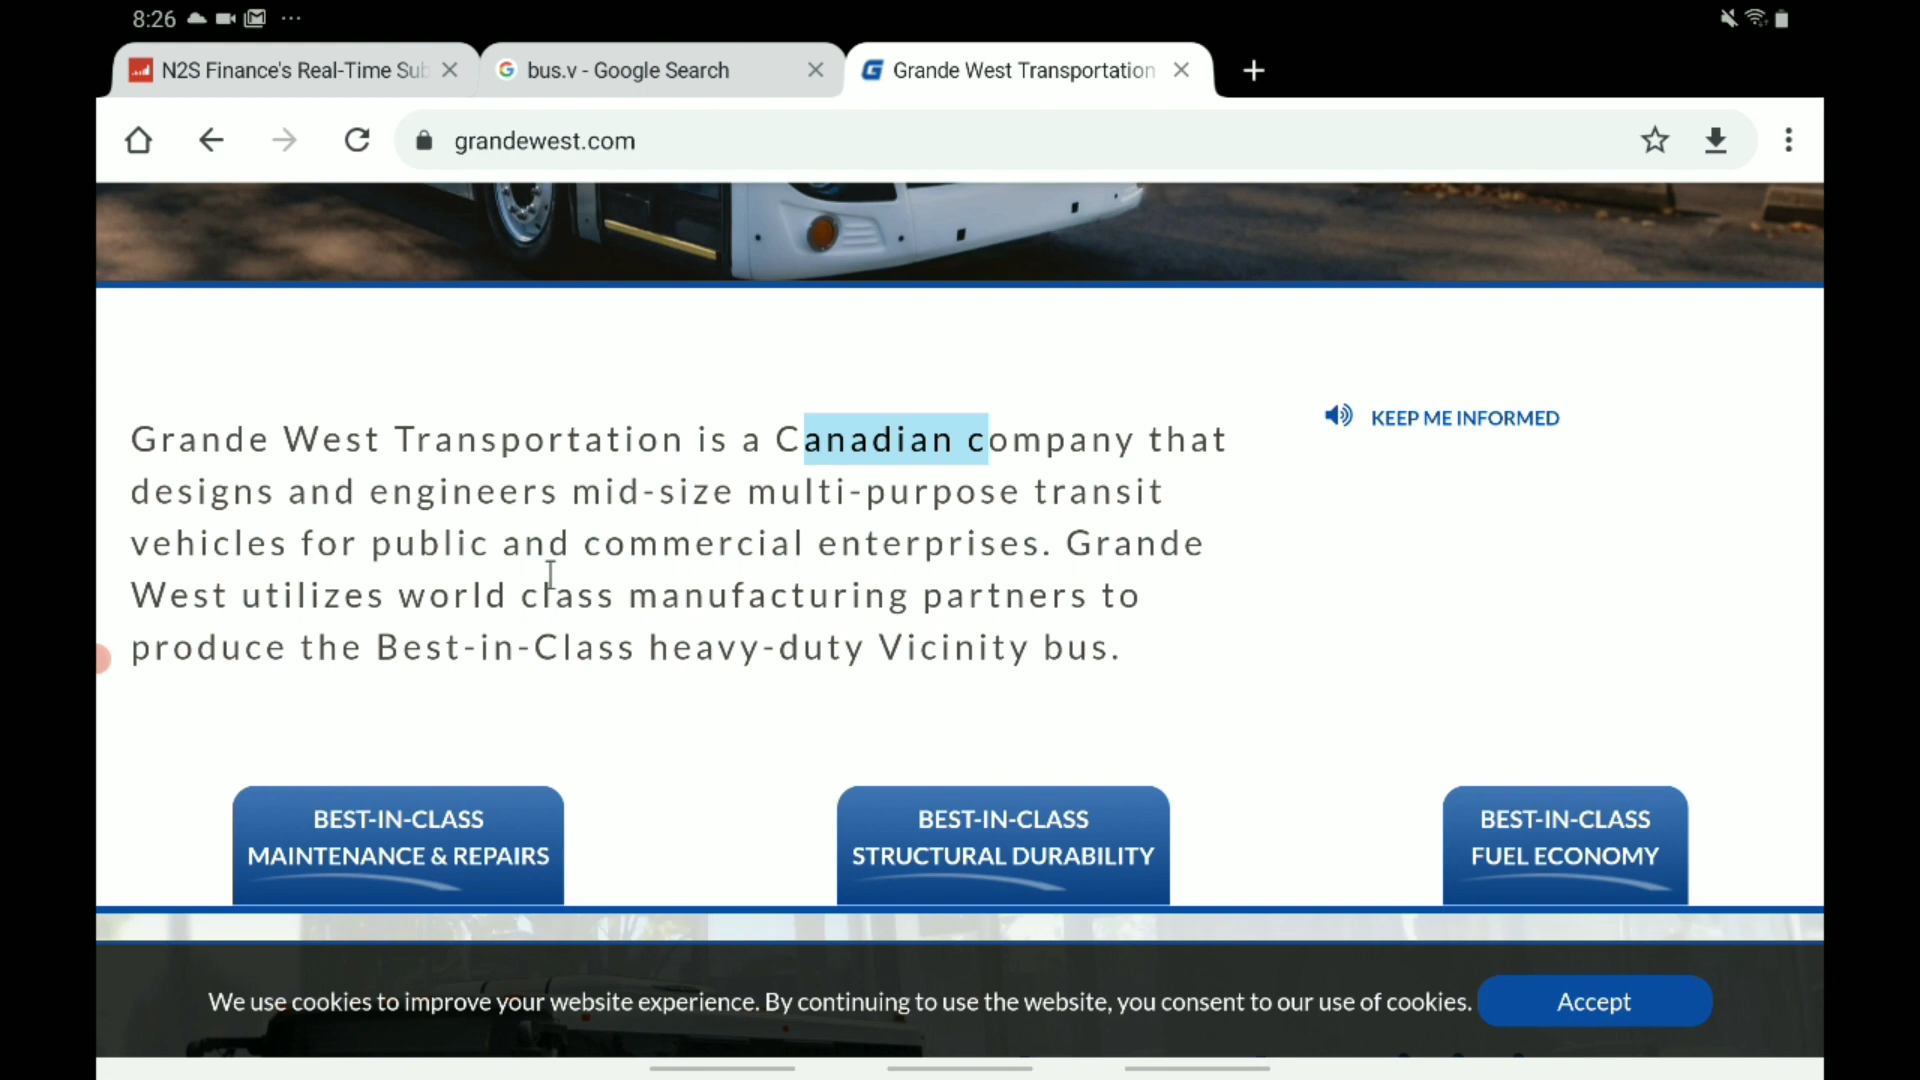 8:26
N2S Finance's Real-Time Sub
bus.v - Google Search
Grande West Transportation
grandewest.com
Grande West Transportation is a Canadian company that
designs and engineers mid-size multi-purpose transit
vehicles for public and commercial enterprises. Grande
West utilizes world class manufacturing partners to
produce the Best-in-Class heavy-duty Vicinity bus.
KEEP ME INFORMED
BEST-IN-CLASS
MAINTENANCE & REPAIRS
BEST-IN-CLASS
STRUCTURAL DURABILITY
BEST-IN-CLASS
FUEL ECONOMY
We use cookies to improve your website experience. By continuing to use the website, you consent to our use of cookies.
Accept